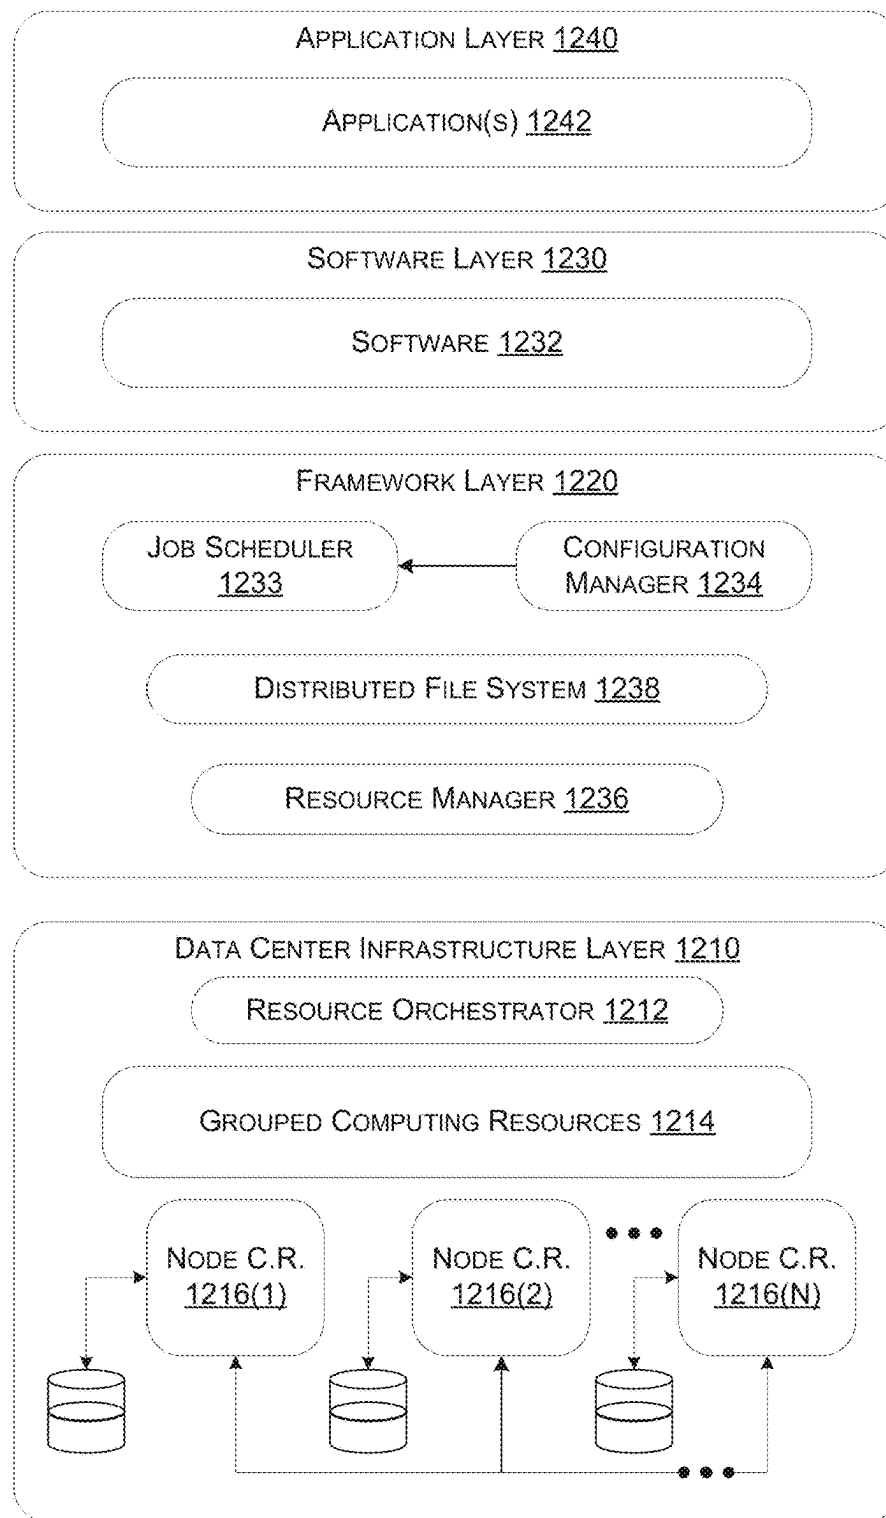 APPLICATION LAYER 1240
APPLICATION(S) 1242
SOFTWARE LAYER 1230
SOFTWARE 1232
FRAMEWORK LAYER 1220
JOB SCHEDULER
1233
CONFIGURATION
MANAGER 1234
DISTRIBUTED FILE SYSTEM 1238
RESOURCE MANAGER 1236
DATA CENTER INFRASTRUCTURE LAYER 1210
RESOURCE ORCHESTRATOR 1212
GROUPED COMPUTING RESOURCES 1214
NODE C.R.
1216(1)
NODE C.R.
1216(2)
NODE C.R.
1216(N)